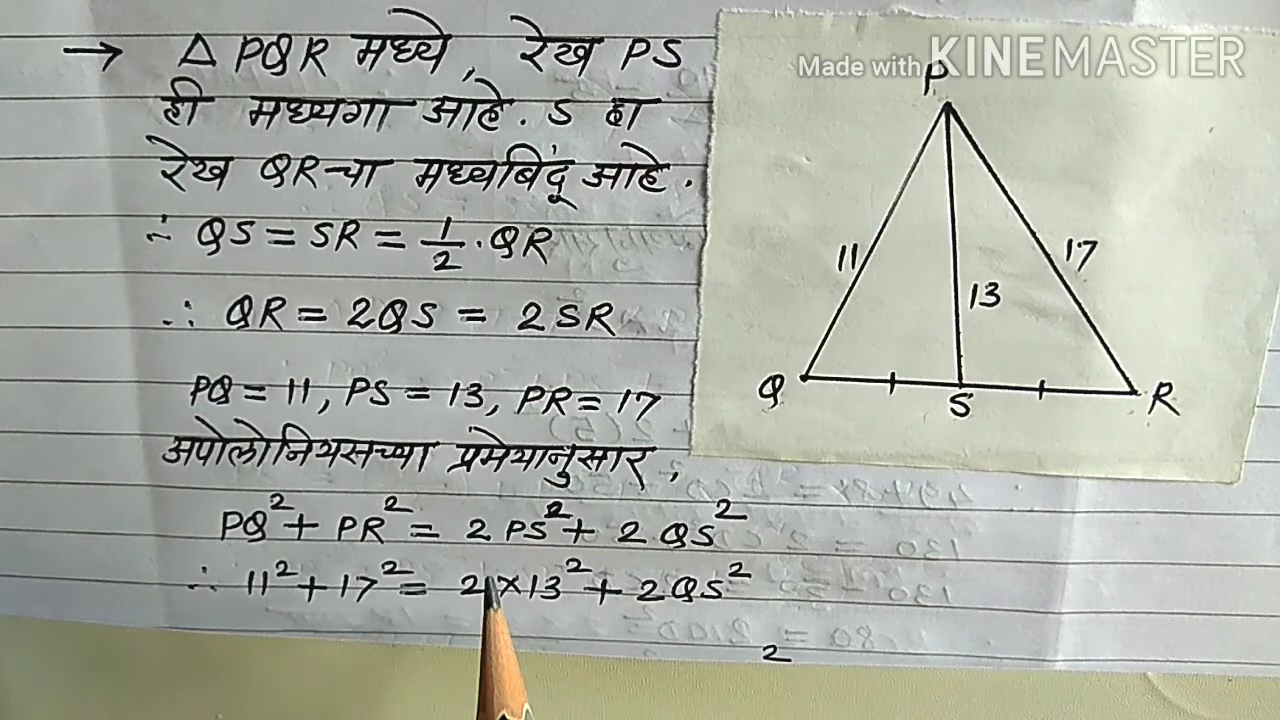 → △ PQR मध्ये, रेख PS
ही मध्यगा आहे. S हा
रेख QR-चा मध्यबिंदू आहे.
∴ QS = SR = 1/2 · QR
∴ QR = 2QS = 2SR
PQ = 11, PS = 13, PR = 17
अपोलोनियसच्या प्रमेयानुसार,
PQ² + PR² = 2PS² + 2QS²
∴ 11² + 17² = 2 × 13² + 2QS²
2
Made with KINEMASTER
P
11
17
13
Q
S
R